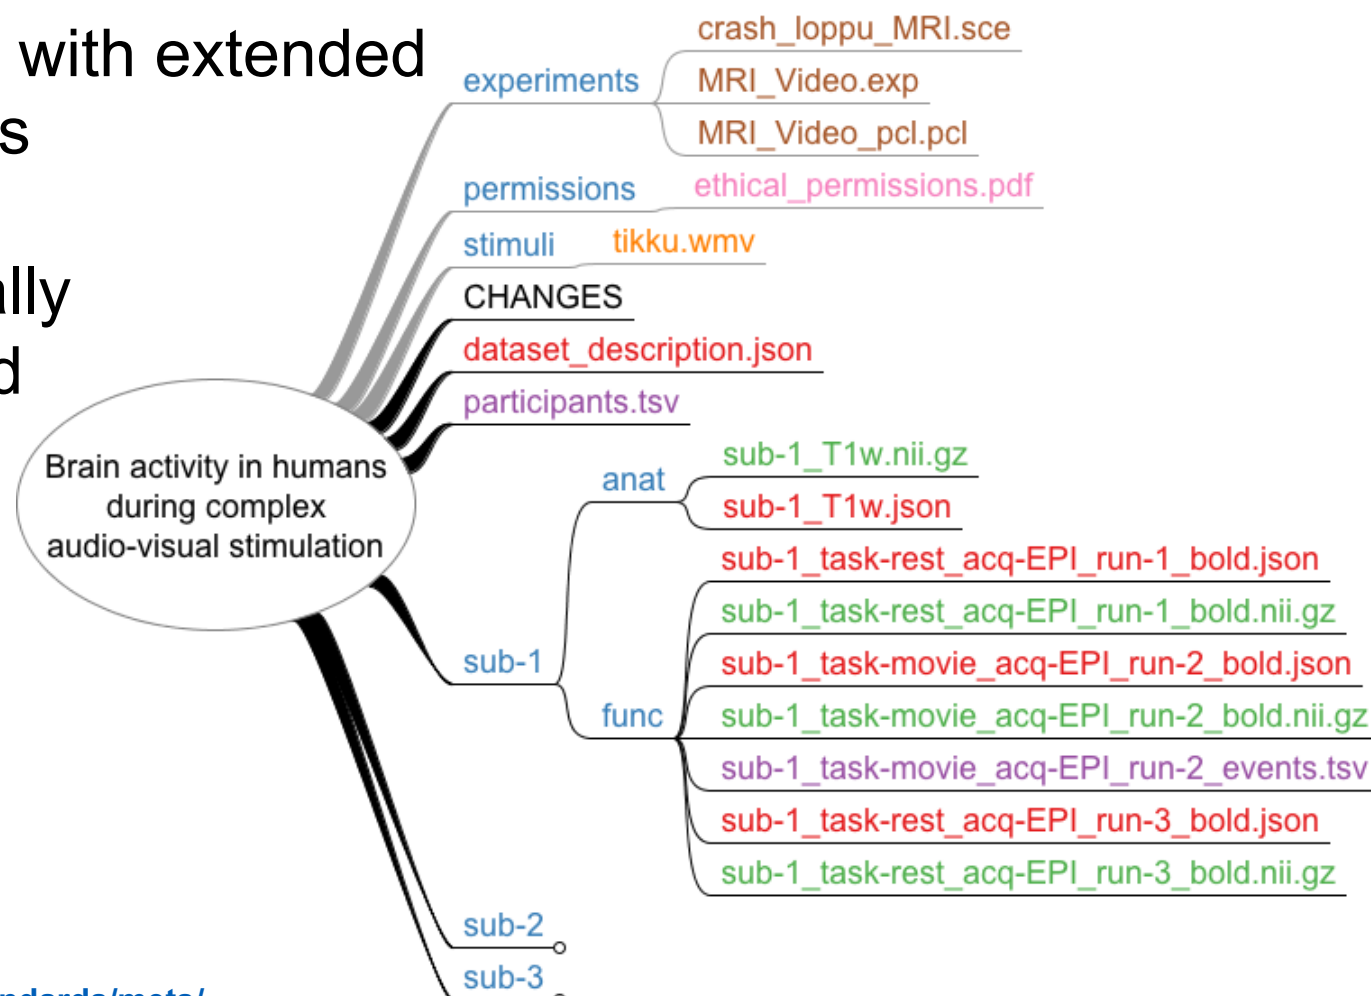 with extended
s
ally
d
experiments
crash_loppu_MRI.sce
MRI_Video.exp
MRI_Video_pcl.pcl
permissions
ethical_permissions.pdf
stimuli
tikku.wmv
CHANGES
dataset_description.json
participants.tsv
Brain activity in humans
during complex
audio-visual stimulation
sub-1
anat
sub-1_T1w.nii.gz
sub-1_T1w.json
func
sub-1_task-rest_acq-EPI_run-1_bold.json
sub-1_task-rest_acq-EPI_run-1_bold.nii.gz
sub-1_task-movie_acq-EPI_run-2_bold.json
sub-1_task-movie_acq-EPI_run-2_bold.nii.gz
sub-1_task-movie_acq-EPI_run-2_events.tsv
sub-1_task-rest_acq-EPI_run-3_bold.json
sub-1_task-rest_acq-EPI_run-3_bold.nii.gz
sub-2
sub-3